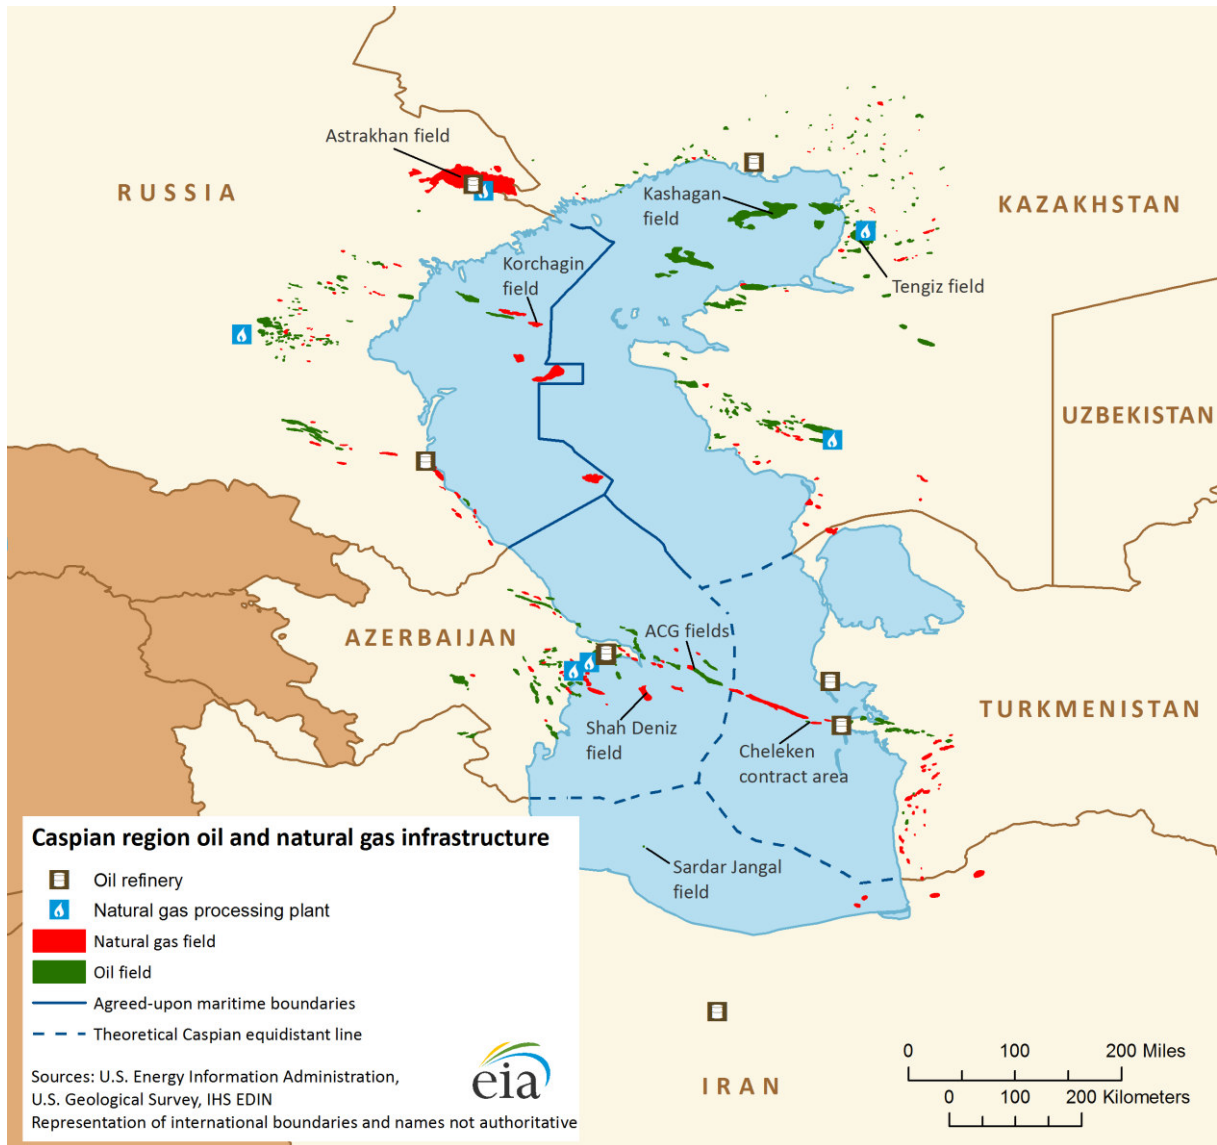 Astrakhan field
RUSSIA
Kashagan
field
KAZAKHSTAN
Korchagin
field
Tengiz field
UZBEKISTAN
AZERBAIJAN
ACG fields
Shah Deniz
field
TURKMENISTAN
Cheleken
contract area
Sardar Jangal
field
IRAN
Caspian region oil and natural gas infrastructure
Oil refinery
Natural gas processing plant
Natural gas field
Oil field
Agreed-upon maritime boundaries
Theoretical Caspian equidistant line
Sources: U.S. Energy Information Administration,
U.S. Geological Survey, IHS EDIN
Representation of international boundaries and names not authoritative
eia
0 100 200 Miles
0 100 200 Kilometers